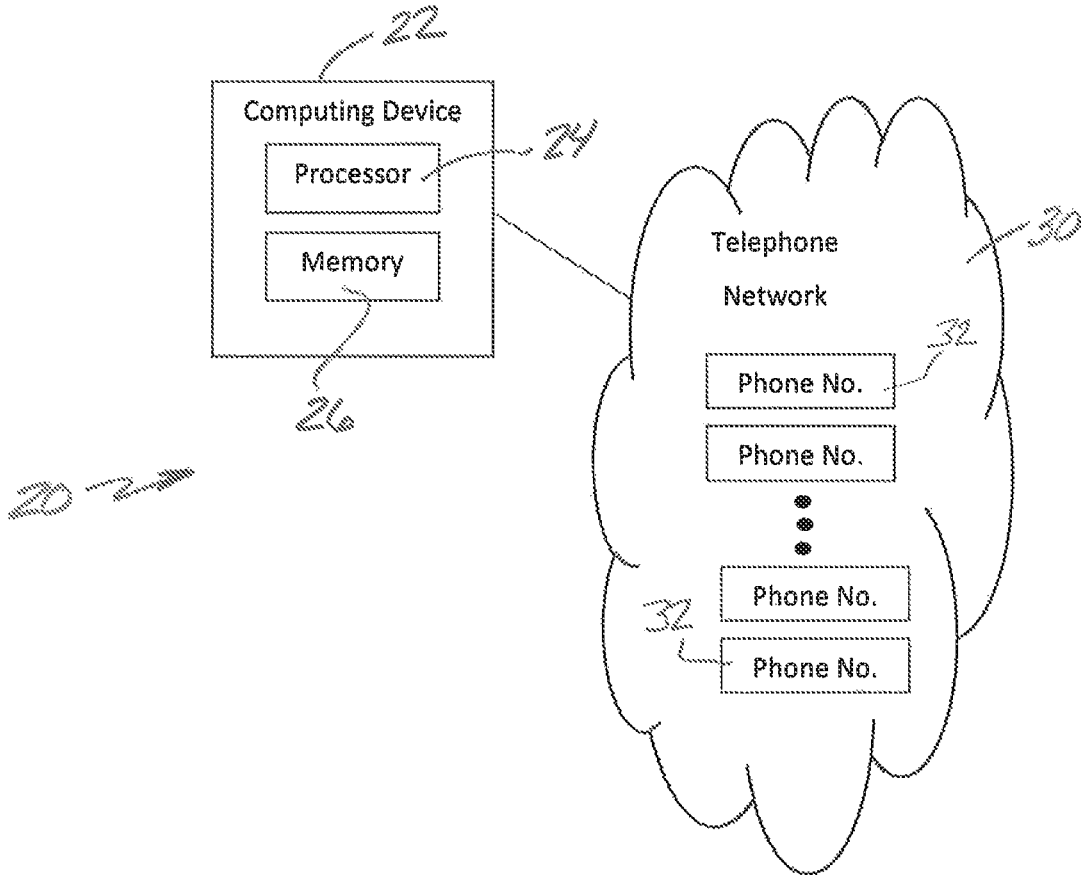 22
Computing Device
Processor
24
Memory
26
20
Telephone
Network
30
Phone No.
32
Phone No.
Phone No.
32
Phone No.